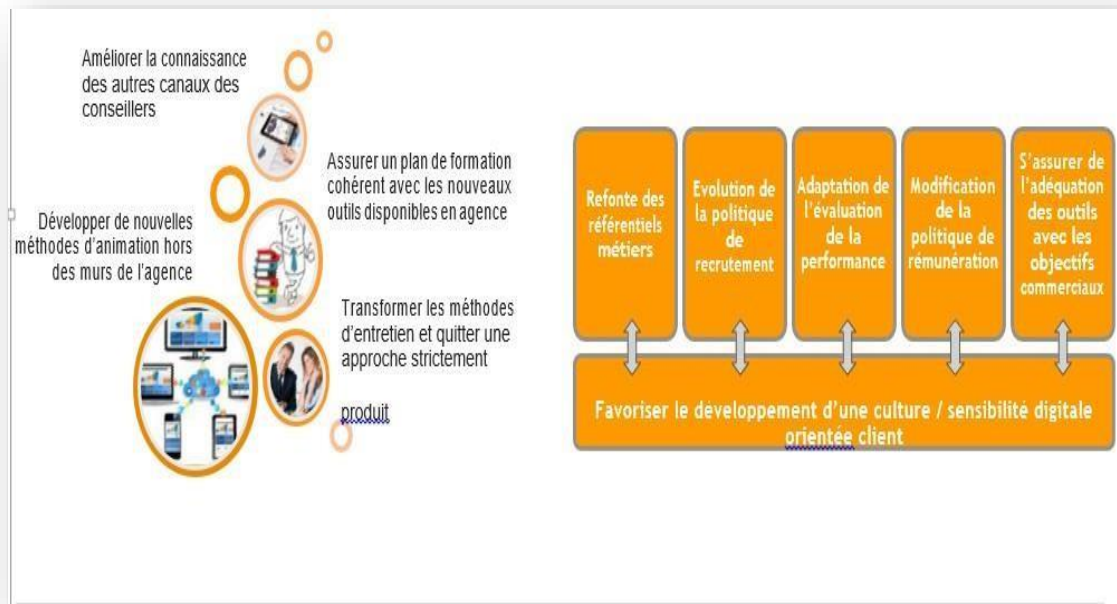 Améliorer la connaissance
des autres canaux des
conseillers
Assurer un plan de formation
cohérent avec les nouveaux
outils disponibles en agence
Développer de nouvelles
méthodes d'animation hors
des murs de l'agence
Transformer les méthodes
d'entretien et quitter une
approche strictement
produit
Refonte des
référentiels
métiers
Evolution de
la politique
de
recrutement
Adaptation de
l'évaluation
de la
performance
Modification
de la
politique de
rémunération
S'assurer de
l'adéquation
des outils
avec les
objectifs
commerciaux
Favoriser le développement d'une culture / sensibilité digitale
orientée client